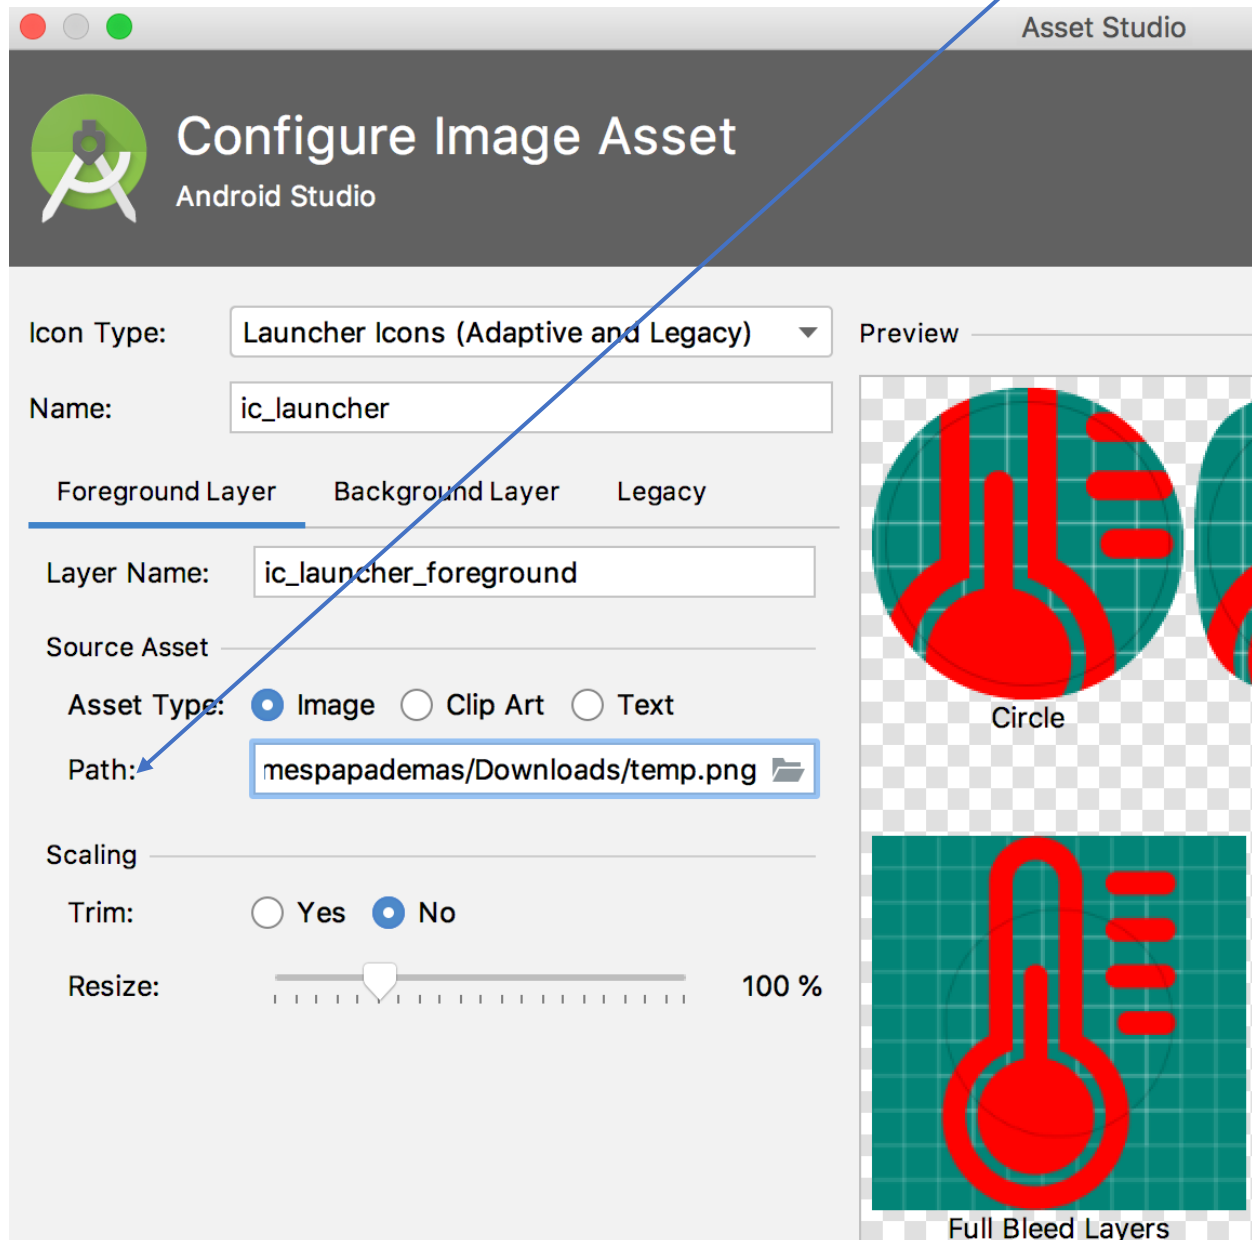 Asset Studio
Configure Image Asset
Android Studio
Icon Type: Launcher Icons (Adaptive and Legacy)
Preview
Name: ic_launcher
Foreground Layer Background Layer Legacy
Layer Name: ic_launcher_foreground
Source Asset
Asset Type: Image Clip Art Text
Circle
Path: mespapademas/Downloads/temp.png
Scaling
Trim: Yes No
Resize: 100 %
Full Bleed Layers